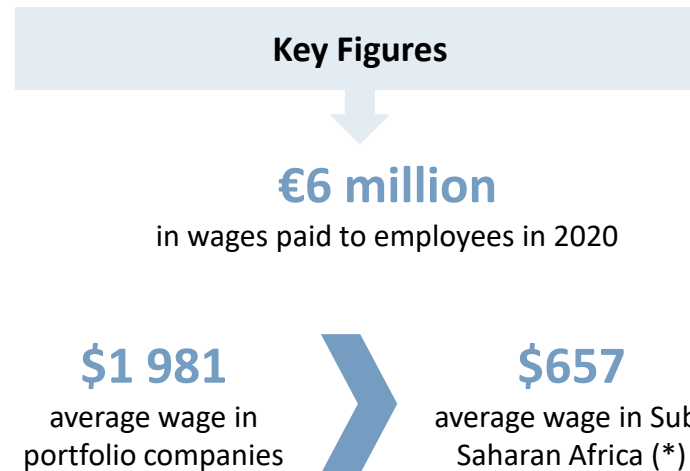 Key Figures
€6 million
in wages paid to employees in 2020
$1 981
average wage in
portfolio companies
$657
average wage in Sub
Saharan Africa (*)